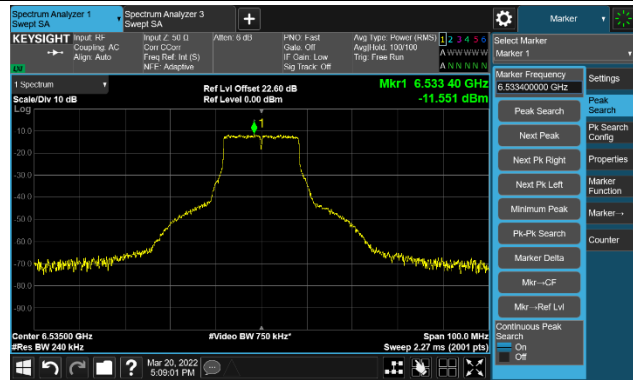 Spectrum Analyzer 1
Swept SA
Spectrum Analyzer 3
Swept SA
Marker
KEYSIGHT
Input: RF
Coupling: AC
Align: Auto
Input Z: 50 Ω
Corr CCorr
Freq Ref: Int (S)
NFE: Adaptive
Atten: 6 dB
PNO: Fast
Gate: Off
IF Gain: Low
Sig Track: Off
Avg Type: Power (RMS)
Avg|Hold: 100/100
Trig: Free Run
1 2 3 4 5 6
A W W W W W
A N N N N N
LXI
Select Marker
Marker 1
1 Spectrum
Scale/Div 10 dB
Log
Ref Lvl Offset 22.60 dB
Ref Level 0.00 dBm
Mkr1 6.533 40 GHz
-11.551 dBm
1
-10.0
-20.0
-30.0
-40.0
-50.0
-60.0
-70.0
-80.0
-90.0
Center 6.53500 GHz
#Res BW 240 kHz
#Video BW 750 kHz*
Span 100.0 MHz
Sweep 2.27 ms (2001 pts)
Marker Frequency
6.533400000 GHz
Peak Search
Next Peak
Next Pk Right
Next Pk Left
Minimum Peak
Pk-Pk Search
Marker Delta
Mkr→CF
Mkr→Ref Lvl
Continuous Peak
Search
On
Off
Settings
Peak
Search
Pk Search
Config
Properties
Marker
Function
Marker→
Counter
Mar 20, 2022
5:09:01 PM